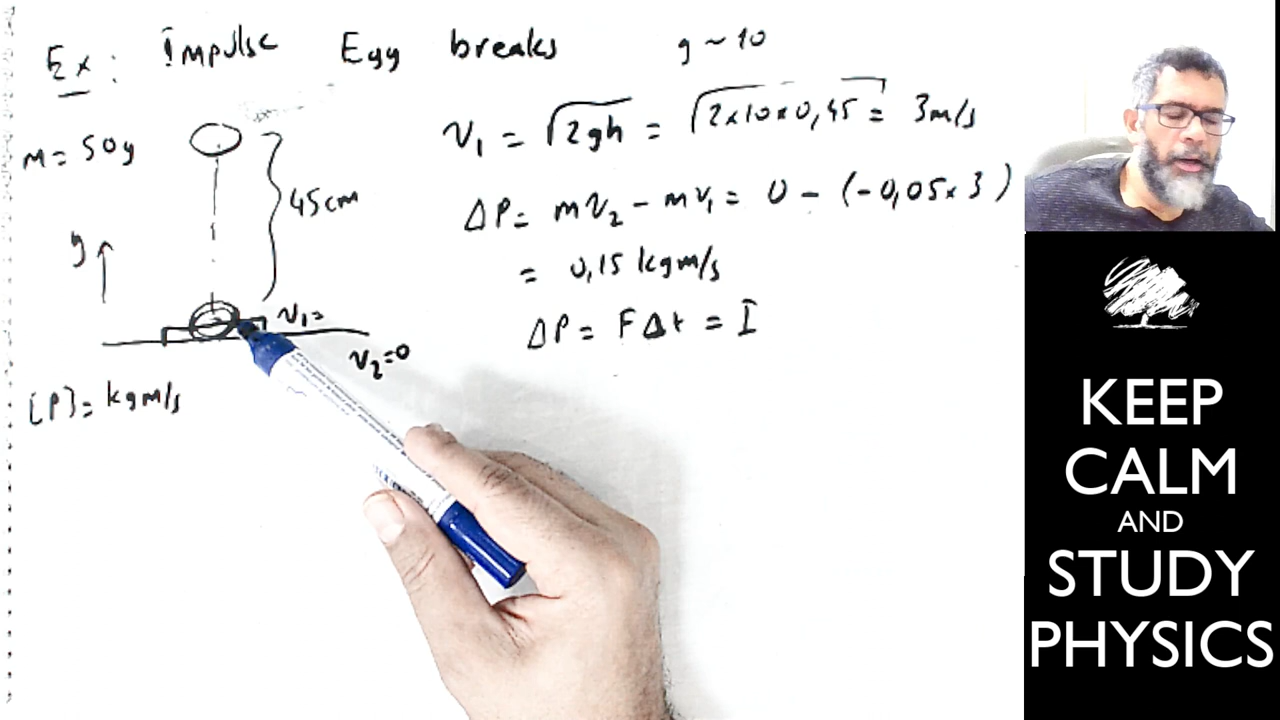 Ex: Impulse Egg breaks g ~ 10
m = 50g
45cm
y
v₁=
v₂=0
[P]= kgm/s
v₁ = √2gh = √2x10x0,45 = 3m/s
ΔP= mv₂ - mv₁ = 0 - (-0,05x3)
= 0,15 kgm/s
ΔP = FΔt = I
KEEP
CALM
AND
STUDY
PHYSICS